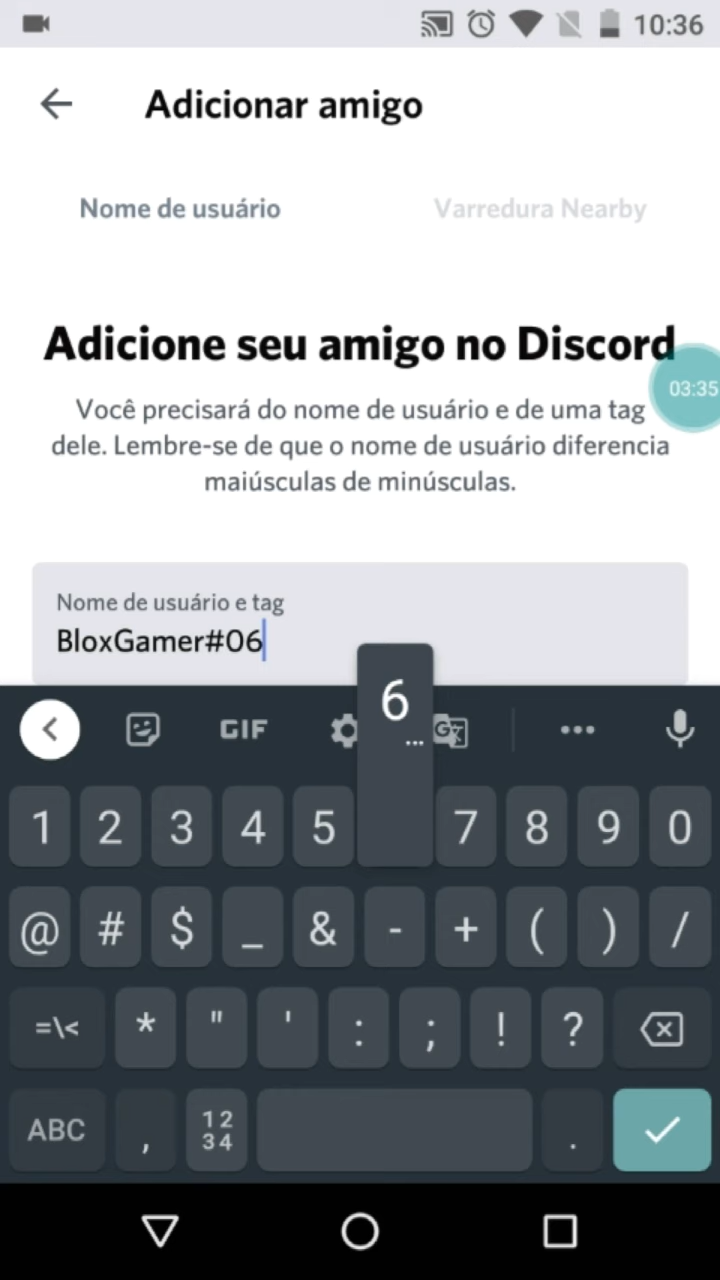 10:36
Adicionar amigo
Nome de usuário Varredura Nearby
Adicione seu amigo no Discord
03:35
Você precisará do nome de usuário e de uma tag
dele. Lembre-se de que o nome de usuário diferencia
maiúsculas de minúsculas.
Nome de usuário e tag
BloxGamer#06
6
...
GIF G
1 2 3 4 5 7 8 9 0
@ # $ _ & - + ( ) /
=\< * " ' : ; ! ?
ABC , 12 34 .